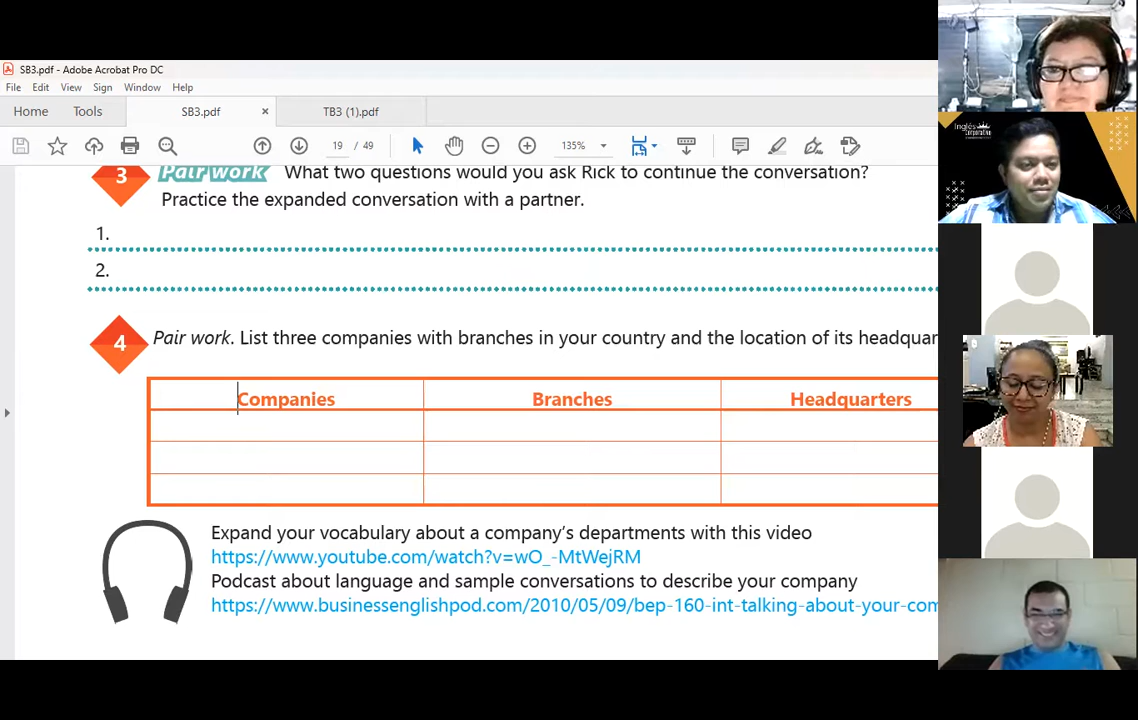 SB3.pdf - Adobe Acrobat Pro DC
File Edit View Sign Window Help
Home Tools SB3.pdf × TB3 (1).pdf
19 / 49 135%
3 Pair work What two questions would you ask Rick to continue the conversation?
Practice the expanded conversation with a partner.
1.
2.
4 Pair work. List three companies with branches in your country and the location of its headquar
Companies Branches Headquarters
Expand your vocabulary about a company's departments with this video
https://www.youtube.com/watch?v=wO_-MtWejRM
Podcast about language and sample conversations to describe your company
https://www.businessenglishpod.com/2010/05/09/bep-160-int-talking-about-your-com
Inglés
Corporativo